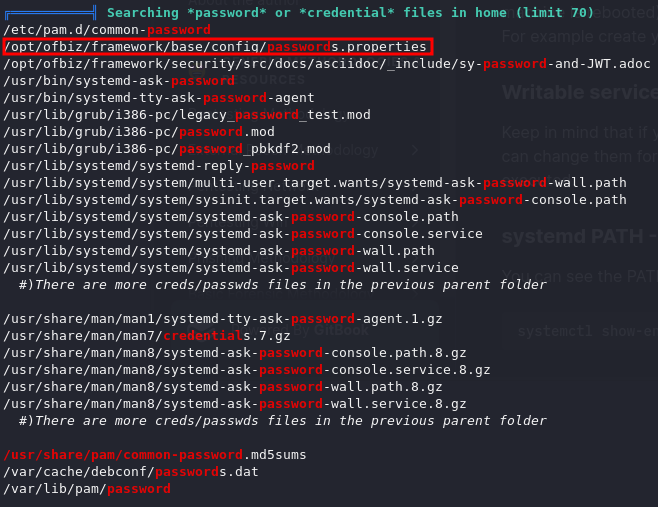 ╔══════════╣ Searching *password* or *credential* files in home (limit 70)
/etc/pam.d/common-password
/opt/ofbiz/framework/base/config/passwords.properties
/opt/ofbiz/framework/security/src/docs/asciidoc/_include/sy-password-and-JWT.adoc
/usr/bin/systemd-ask-password
/usr/bin/systemd-tty-ask-password-agent
/usr/lib/grub/i386-pc/legacy_password_test.mod
/usr/lib/grub/i386-pc/password.mod
/usr/lib/grub/i386-pc/password_pbkdf2.mod
/usr/lib/systemd/systemd-reply-password
/usr/lib/systemd/system/multi-user.target.wants/systemd-ask-password-wall.path
/usr/lib/systemd/system/sysinit.target.wants/systemd-ask-password-console.path
/usr/lib/systemd/system/systemd-ask-password-console.path
/usr/lib/systemd/system/systemd-ask-password-console.service
/usr/lib/systemd/system/systemd-ask-password-wall.path
/usr/lib/systemd/system/systemd-ask-password-wall.service
  #)There are more creds/passwds files in the previous parent folder

/usr/share/man/man1/systemd-tty-ask-password-agent.1.gz
/usr/share/man/man7/credentials.7.gz
/usr/share/man/man8/systemd-ask-password-console.path.8.gz
/usr/share/man/man8/systemd-ask-password-console.service.8.gz
/usr/share/man/man8/systemd-ask-password-wall.path.8.gz
/usr/share/man/man8/systemd-ask-password-wall.service.8.gz
  #)There are more creds/passwds files in the previous parent folder

/usr/share/pam/common-password.md5sums
/var/cache/debconf/passwords.dat
/var/lib/pam/password